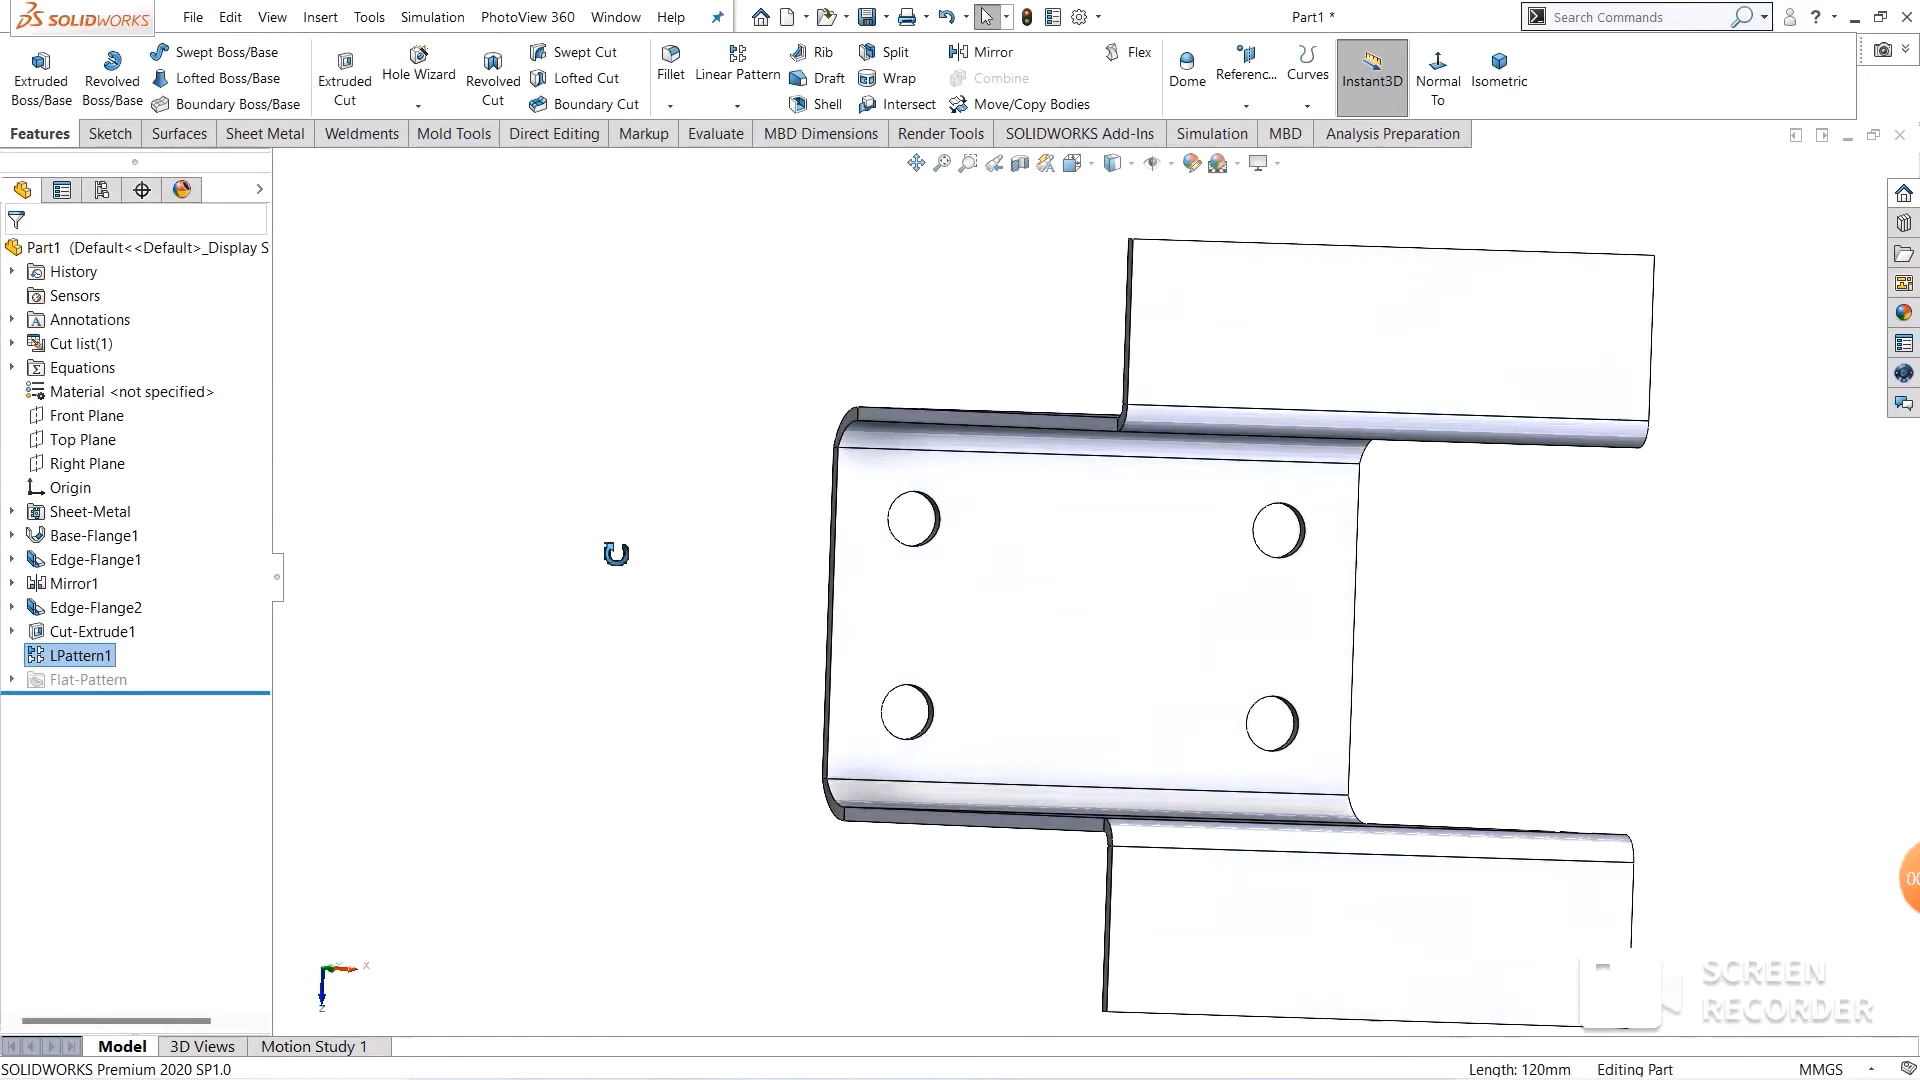 SOLIDWORKS
File Edit View Insert Tools Simulation PhotoView 360 Window Help
Part1 *
Search Commands
Extruded Boss/Base
Revolved Boss/Base
Swept Boss/Base
Lofted Boss/Base
Boundary Boss/Base
Extruded Cut
Hole Wizard
Revolved Cut
Swept Cut
Lofted Cut
Boundary Cut
Fillet
Linear Pattern
Rib
Draft
Shell
Split
Wrap
Intersect
Mirror
Combine
Move/Copy Bodies
Flex
Dome
Referenc...
Curves
Instant3D
Normal To
Isometric
Features Sketch Surfaces Sheet Metal Weldments Mold Tools Direct Editing Markup Evaluate MBD Dimensions Render Tools SOLIDWORKS Add-Ins Simulation MBD Analysis Preparation
Part1 (Default<<Default>_Display S
History
Sensors
Annotations
Cut list(1)
Equations
Material <not specified>
Front Plane
Top Plane
Right Plane
Origin
Sheet-Metal
Base-Flange1
Edge-Flange1
Mirror1
Edge-Flange2
Cut-Extrude1
LPattern1
Flat-Pattern
X
Z
00
SCREEN
RECORDER
Model 3D Views Motion Study 1
SOLIDWORKS Premium 2020 SP1.0
Length: 120mm Editing Part MMGS